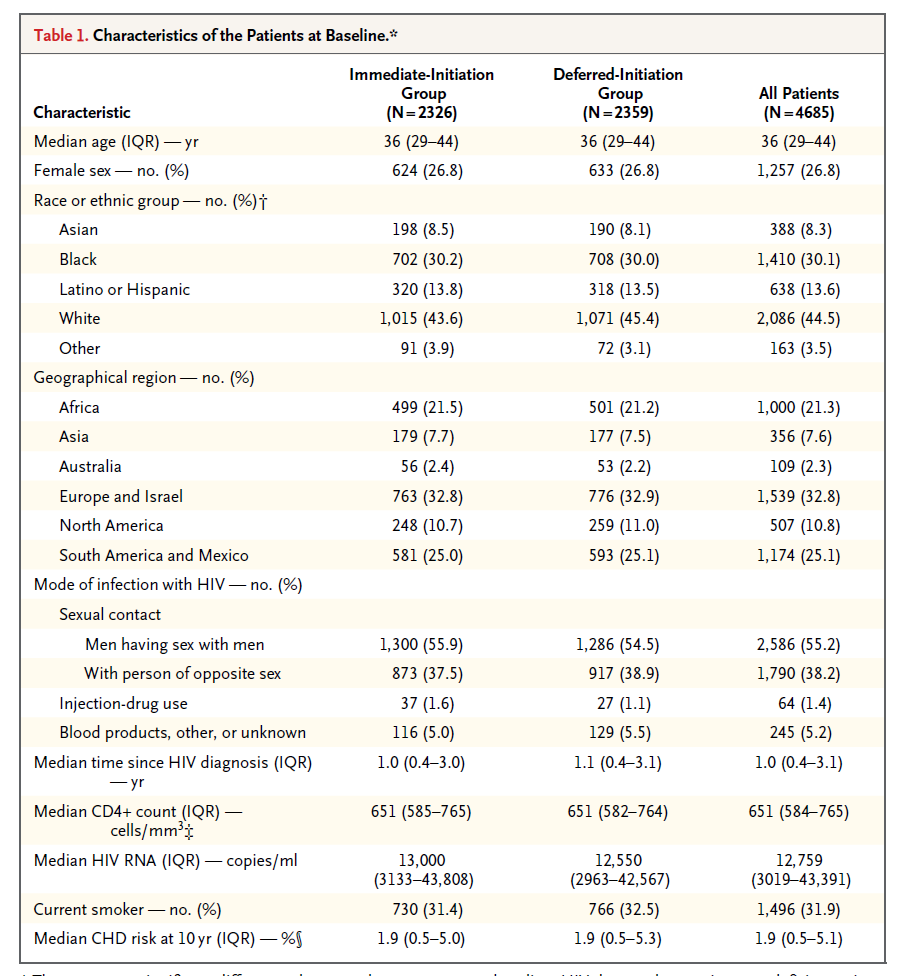 Table 1. Characteristics of the Patients at Baseline.*
Characteristic Immediate-Initiation Group (N=2326) Deferred-Initiation Group (N=2359) All Patients (N=4685)
Median age (IQR) — yr 36 (29–44) 36 (29–44) 36 (29–44)
Female sex — no. (%) 624 (26.8) 633 (26.8) 1,257 (26.8)
Race or ethnic group — no. (%)†
Asian 198 (8.5) 190 (8.1) 388 (8.3)
Black 702 (30.2) 708 (30.0) 1,410 (30.1)
Latino or Hispanic 320 (13.8) 318 (13.5) 638 (13.6)
White 1,015 (43.6) 1,071 (45.4) 2,086 (44.5)
Other 91 (3.9) 72 (3.1) 163 (3.5)
Geographical region — no. (%)
Africa 499 (21.5) 501 (21.2) 1,000 (21.3)
Asia 179 (7.7) 177 (7.5) 356 (7.6)
Australia 56 (2.4) 53 (2.2) 109 (2.3)
Europe and Israel 763 (32.8) 776 (32.9) 1,539 (32.8)
North America 248 (10.7) 259 (11.0) 507 (10.8)
South America and Mexico 581 (25.0) 593 (25.1) 1,174 (25.1)
Mode of infection with HIV — no. (%)
Sexual contact
Men having sex with men 1,300 (55.9) 1,286 (54.5) 2,586 (55.2)
With person of opposite sex 873 (37.5) 917 (38.9) 1,790 (38.2)
Injection-drug use 37 (1.6) 27 (1.1) 64 (1.4)
Blood products, other, or unknown 116 (5.0) 129 (5.5) 245 (5.2)
Median time since HIV diagnosis (IQR) 1.0 (0.4–3.0) 1.1 (0.4–3.1) 1.0 (0.4–3.1)
— yr
Median CD4+ count (IQR) — 651 (585–765) 651 (582–764) 651 (584–765)
cells/mm³‡
Median HIV RNA (IQR) — copies/ml 13,000 12,550 12,759
(3133–43,808) (2963–42,567) (3019–43,391)
Current smoker — no. (%) 730 (31.4) 766 (32.5) 1,496 (31.9)
Median CHD risk at 10 yr (IQR) — %§ 1.9 (0.5–5.0) 1.9 (0.5–5.3) 1.9 (0.5–5.1)